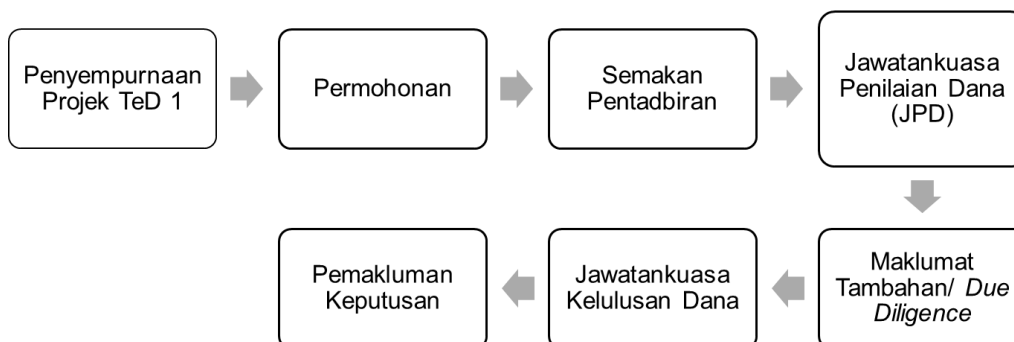 Penyempurnaan
Projek TeD 1
Permohonan
Semakan
Pentadbiran
Jawatankuasa
Penilaian Dana
(JPD)
Maklumat
Tambahan/ Due
Diligence
Jawatankuasa
Kelulusan Dana
Pemakluman
Keputusan